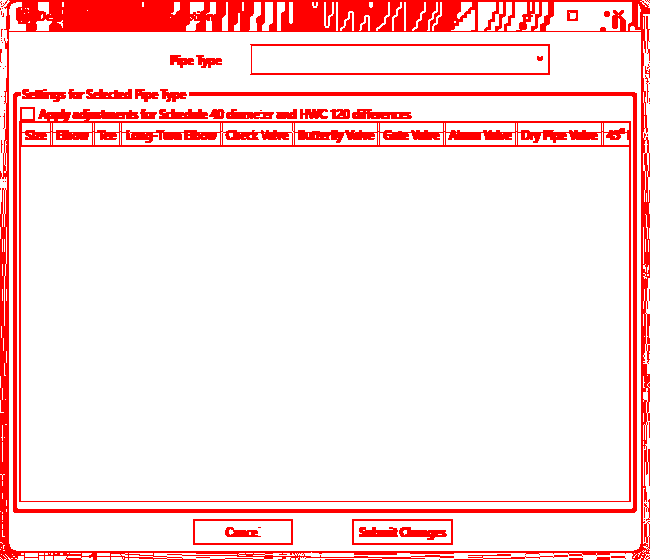 Pipe Type
Settings for Selected Pipe Type
Apply adjustments for Schedule 40 diameter and HWC 120 differences
Size Elbow Tee Long-Turn Elbow Check Valve Butterfly Valve Gate Valve Alarm Valve Dry Pipe Valve 45°
Cancel Submit Changes